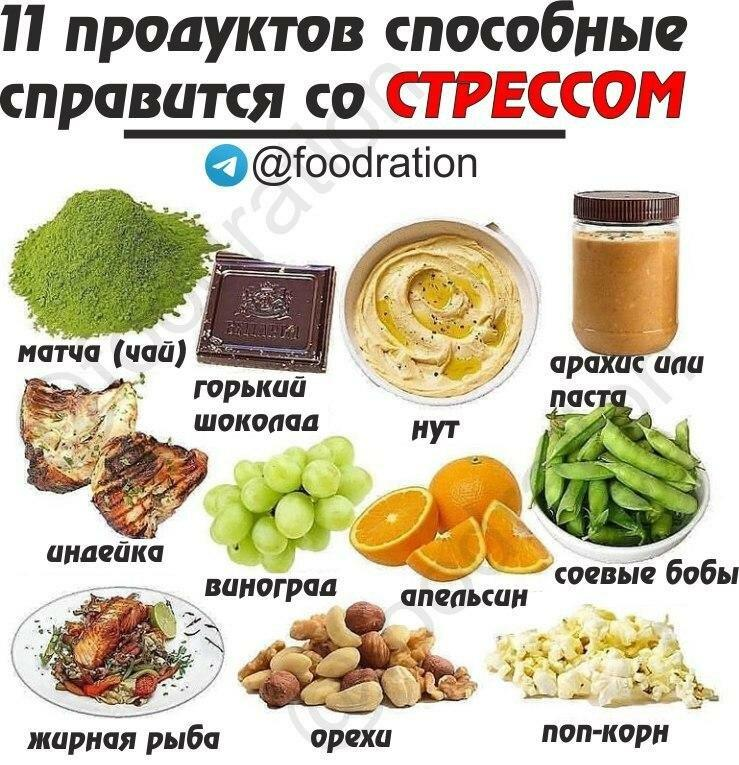 11 продуктов способные
справится со СТРЕССОМ
@foodration
матча (чай)
горький
шоколад
нут
арахис или
паста
индейка
виноград
апельсин
соевые бобы
жирная рыба
орехи
поп-корн